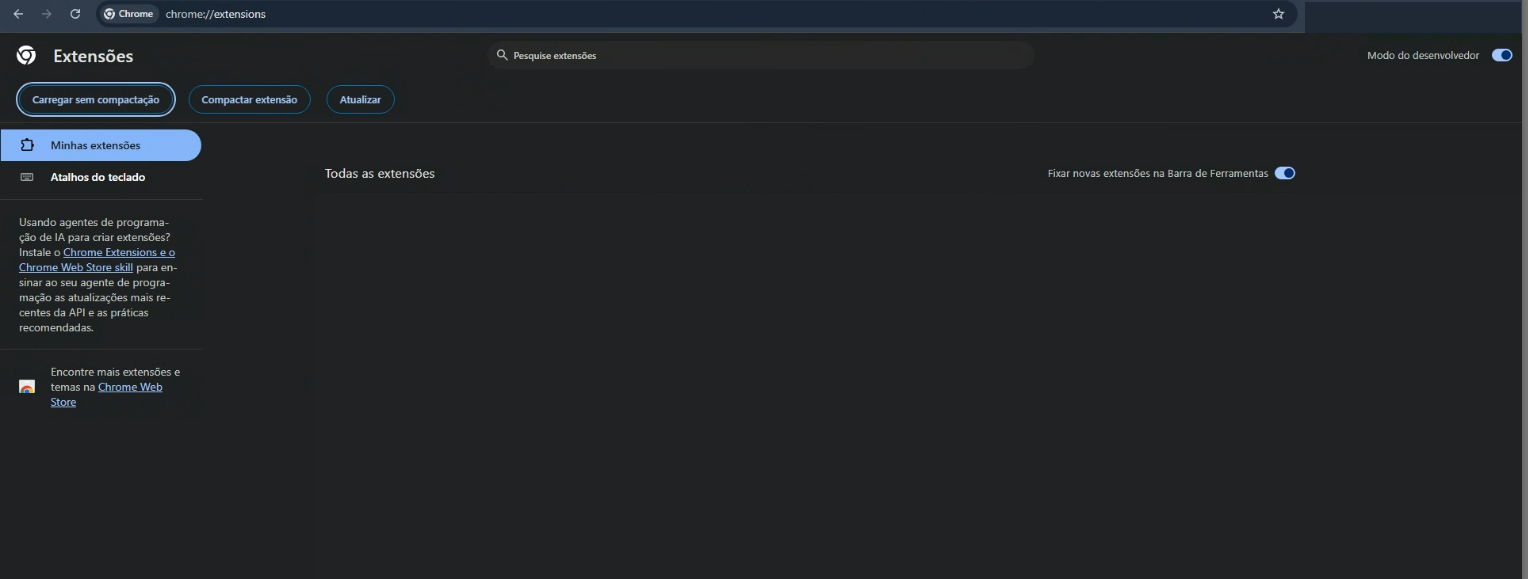 Chrome
chrome://extensions
Extensões
Pesquise extensões
Modo do desenvolvedor
Carregar sem compactação
Compactar extensão
Atualizar
Minhas extensões
Atalhos do teclado
Todas as extensões
Fixar novas extensões na Barra de Ferramentas
Usando agentes de programa-
ção de IA para criar extensões?
Instale o Chrome Extensions e o
Chrome Web Store skill para en-
sinar ao seu agente de progra-
mação as atualizações mais re-
centes da API e as práticas
recomendadas.
Encontre mais extensões e
temas na Chrome Web
Store